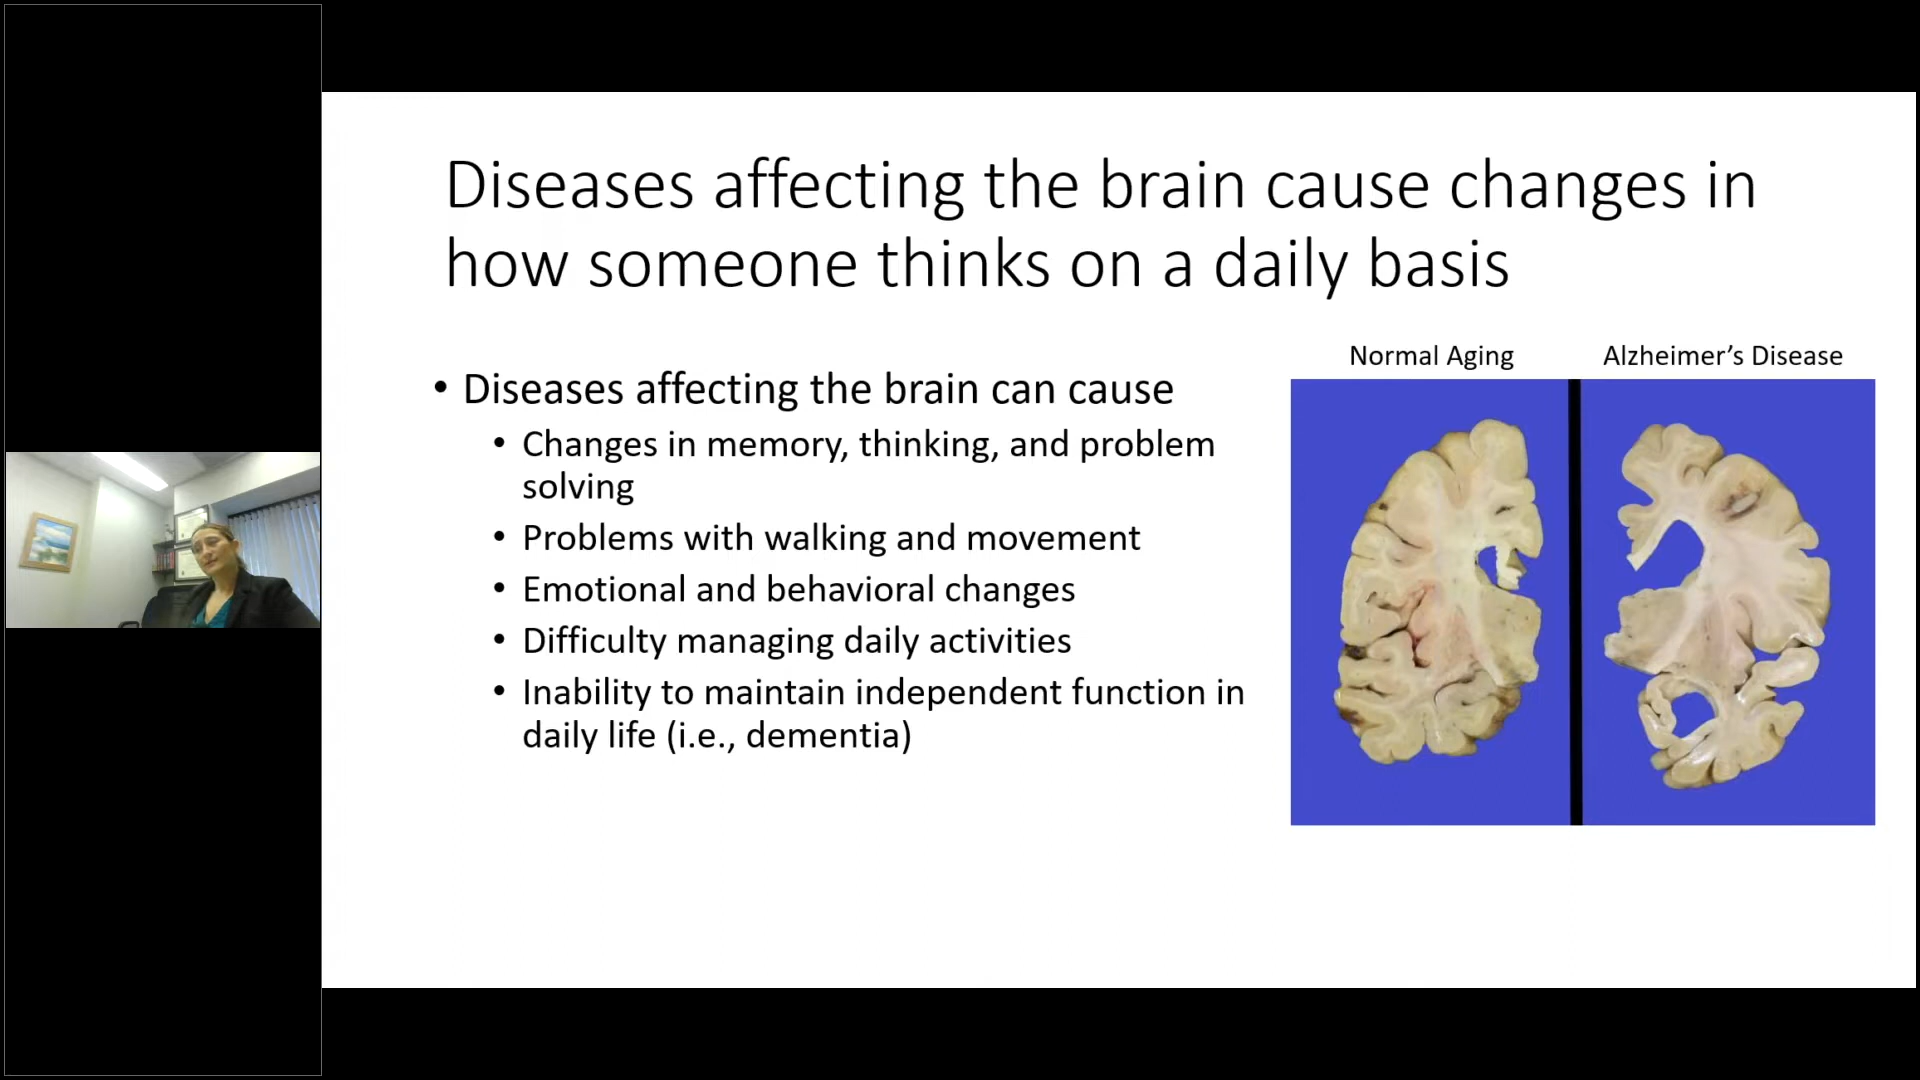 Diseases affecting the brain cause changes in
how someone thinks on a daily basis
• Diseases affecting the brain can cause
• Changes in memory, thinking, and problem
solving
• Problems with walking and movement
• Emotional and behavioral changes
• Difficulty managing daily activities
• Inability to maintain independent function in
daily life (i.e., dementia)
Normal Aging
Alzheimer’s Disease